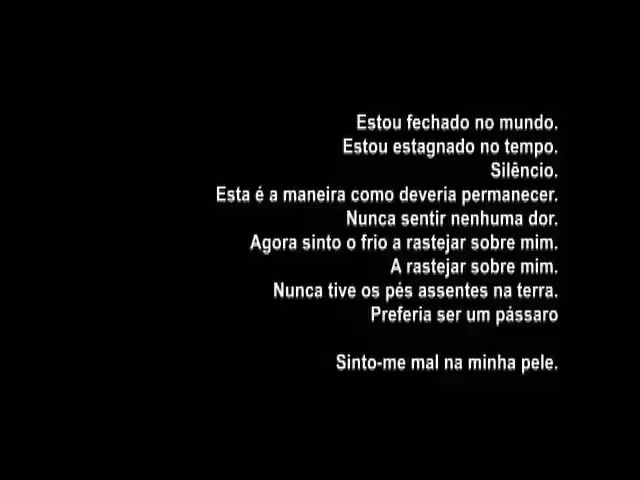 Estou fechado no mundo.
Estou estagnado no tempo.
Silêncio.
Esta é a maneira como deveria permanecer.
Nunca sentir nenhuma dor.
Agora sinto o frio a rastejar sobre mim.
A rastejar sobre mim.
Nunca tive os pés assentes na terra.
Preferia ser um pássaro
Sinto-me mal na minha pele.